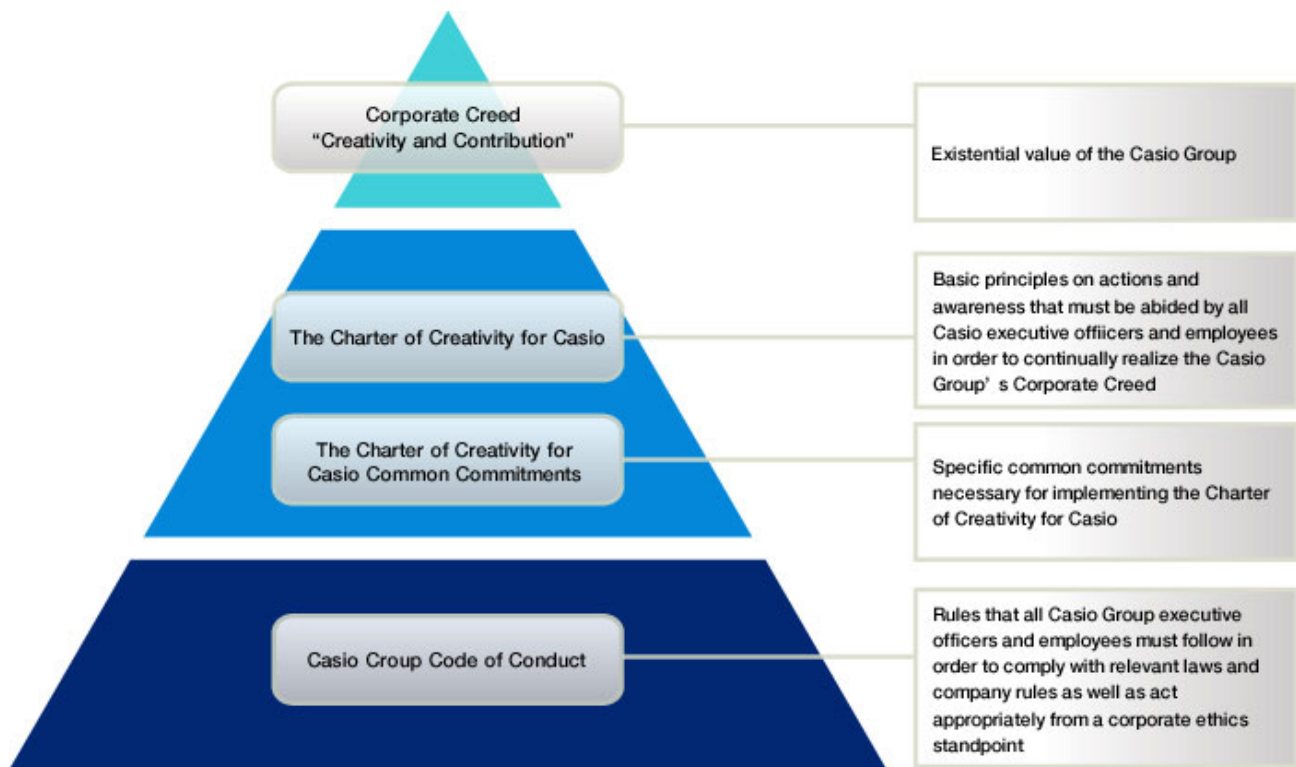 Corporate Creed
“Creativity and Contribution”
Existential value of the Casio Group
The Charter of Creativity for Casio
Basic principles on actions and
awareness that must be abided by all
Casio executive offiicers and employees
in order to continually realize the Casio
Group’ s Corporate Creed
The Charter of Creativity for
Casio Common Commitments
Specific common commitments
necessary for implementing the Charter
of Creativity for Casio
Casio Croup Code of Conduct
Rules that all Casio Group executive
officers and employees must follow in
order to comply with relevant laws and
company rules as well as act
appropriately from a corporate ethics
standpoint